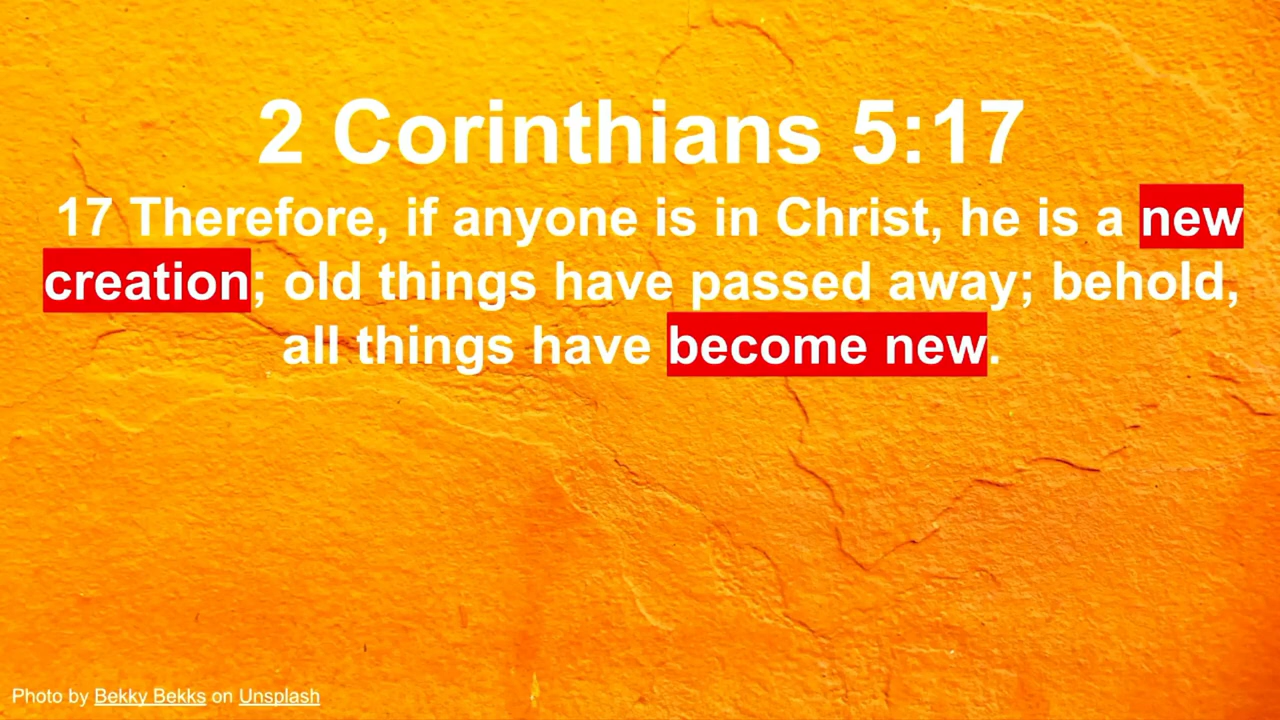 2 Corinthians 5:17
17 Therefore, if anyone is in Christ, he is a new
creation; old things have passed away; behold,
all things have become new.
Photo by Bekky Bekks on Unsplash